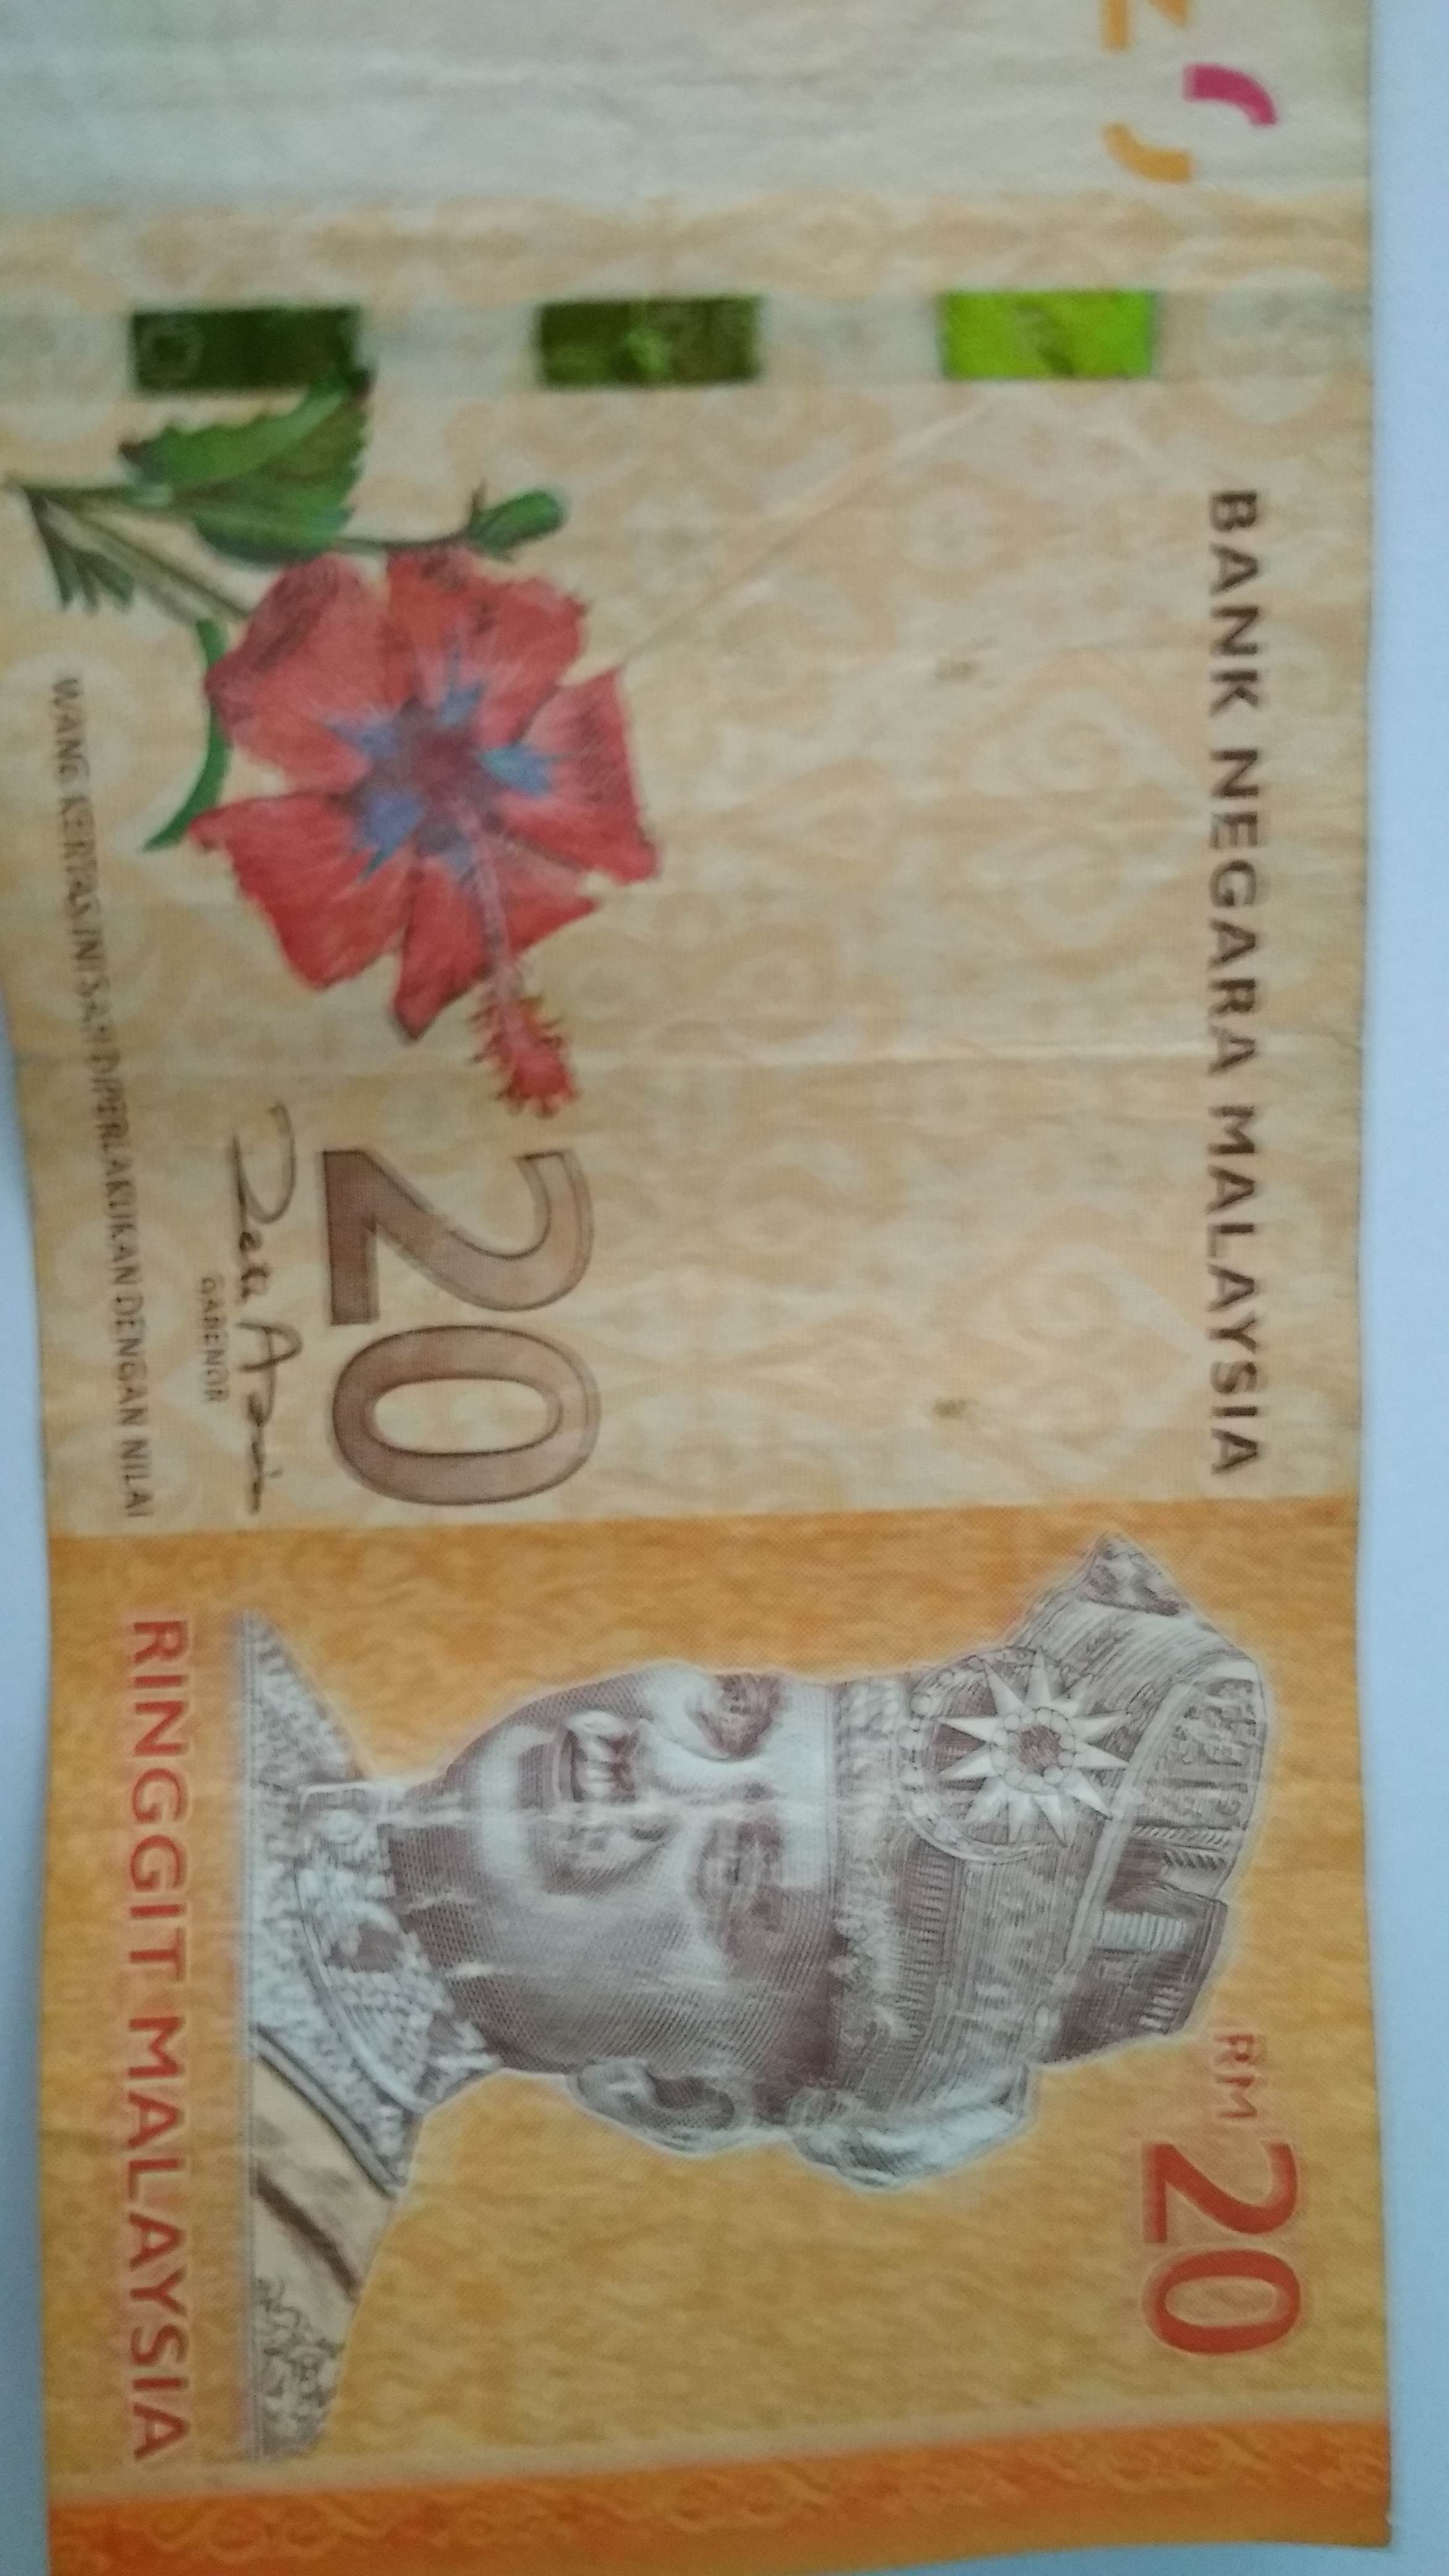 BANK NEGARA MALAYSIA
RM 20
20
GABENOR
WANG KERTAS INI SAH DIPERLAKUKAN DENGAN NILAI
RINGGIT MALAYSIA